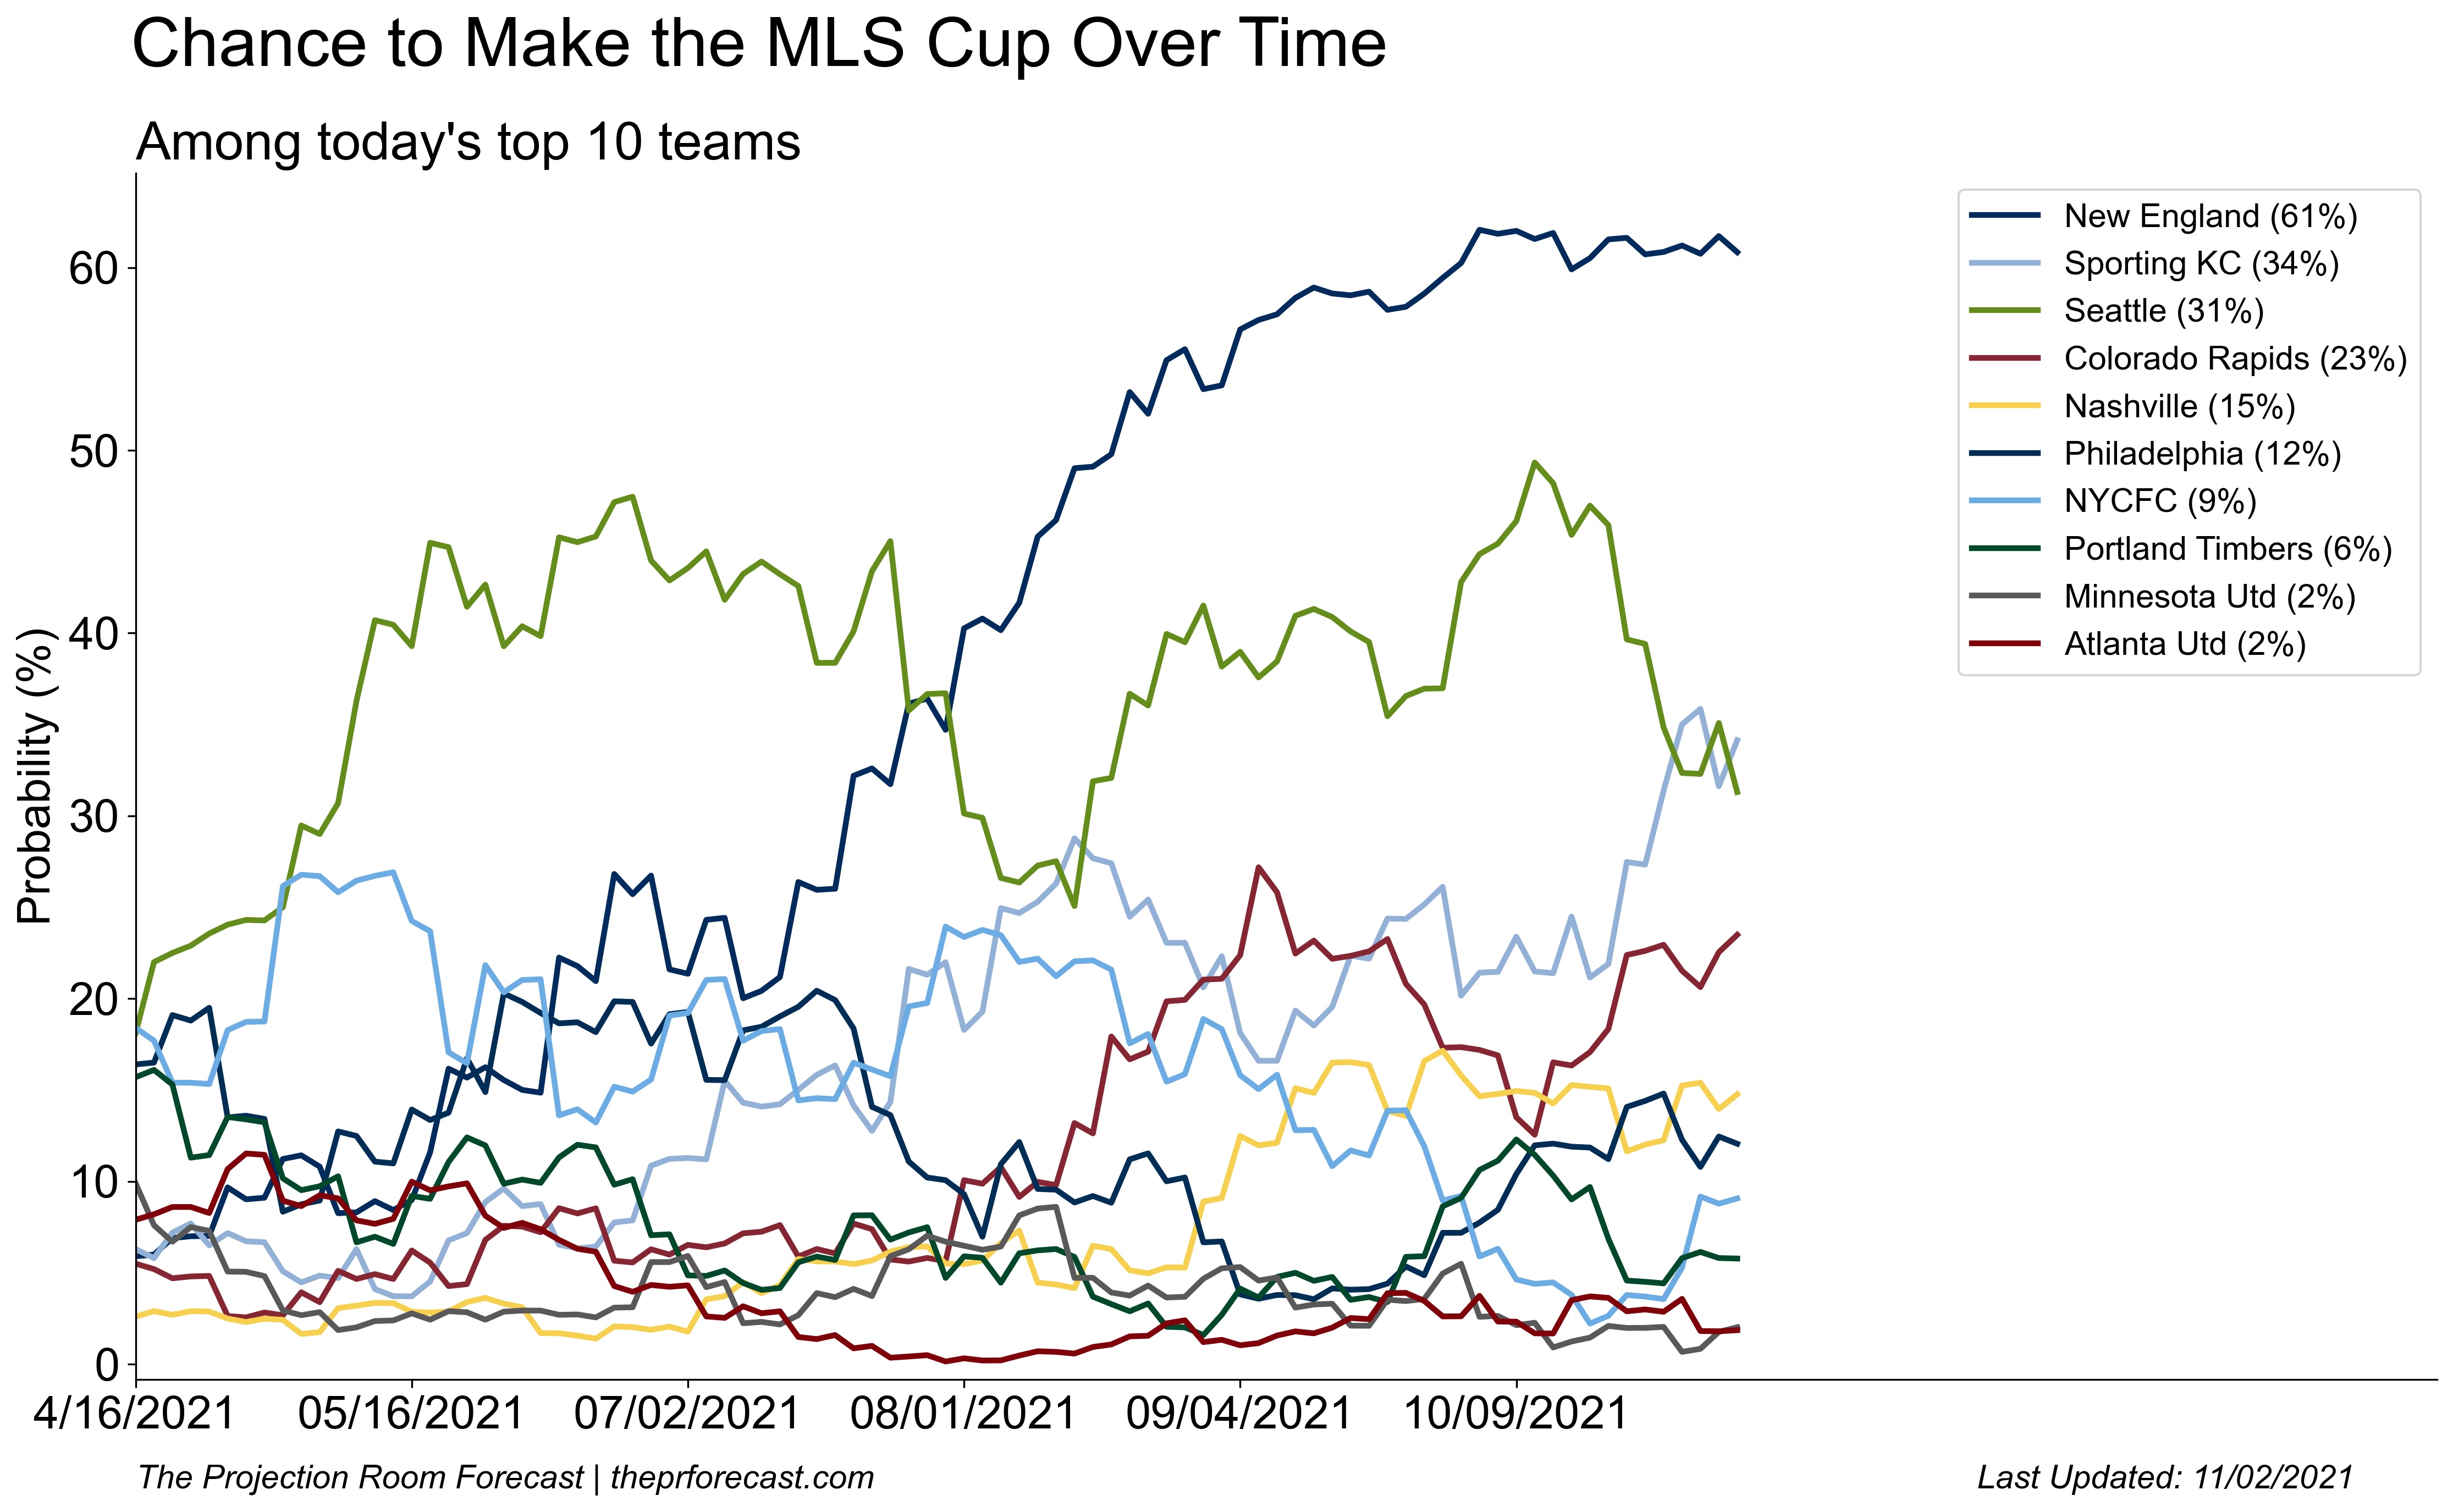 Chance to Make the MLS Cup Over Time
Among today's top 10 teams
Probability (%)
60
50
40
30
20
10
0
4/16/2021 05/16/2021 07/02/2021 08/01/2021 09/04/2021 10/09/2021
New England (61%)
Sporting KC (34%)
Seattle (31%)
Colorado Rapids (23%)
Nashville (15%)
Philadelphia (12%)
NYCFC (9%)
Portland Timbers (6%)
Minnesota Utd (2%)
Atlanta Utd (2%)
The Projection Room Forecast | theprforecast.com
Last Updated: 11/02/2021